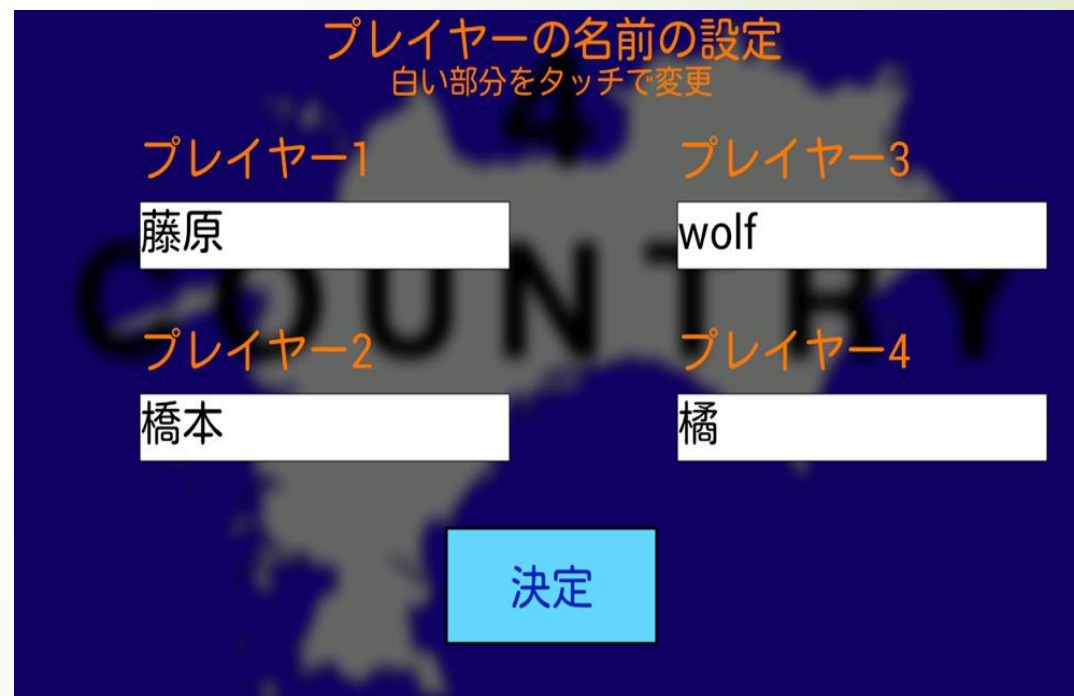 プレイヤーの名前の設定
白い部分をタッチで変更
プレイヤー1
藤原
プレイヤー2
橋本
プレイヤー3
wolf
プレイヤー4
橘
決定
4
COUNTRY